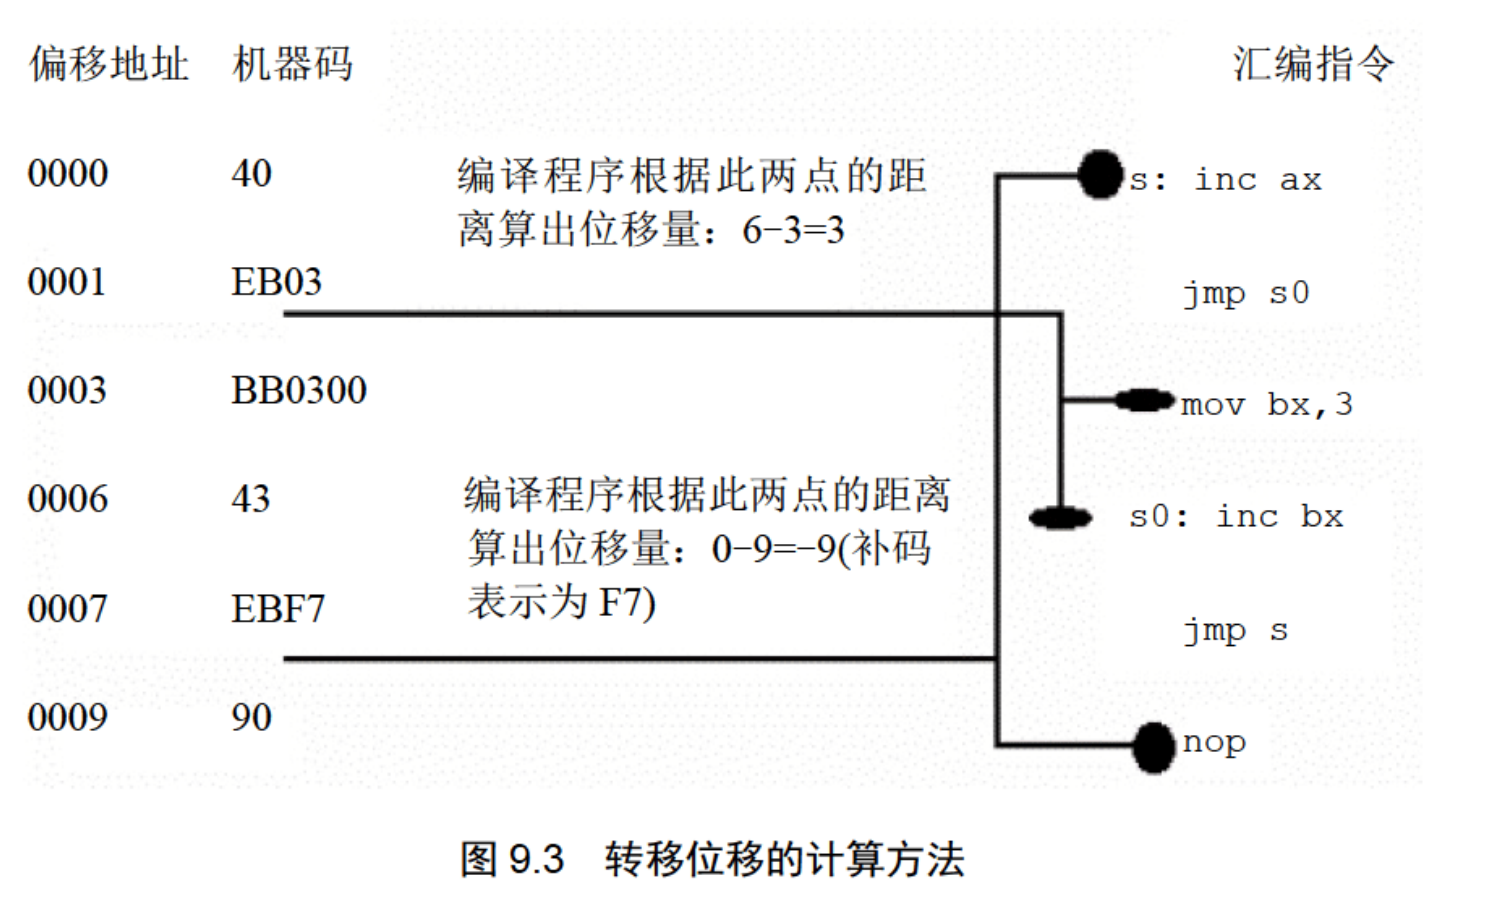 偏移地址 机器码 汇编指令
0000 40 编译程序根据此两点的距 s: inc ax
离算出位移量：6-3=3
0001 EB03 jmp s0
0003 BB0300 mov bx,3
0006 43 编译程序根据此两点的距离 s0: inc bx
算出位移量：0-9=-9(补码
表示为 F7)
0007 EBF7 jmp s
0009 90 nop
图 9.3 转移位移的计算方法